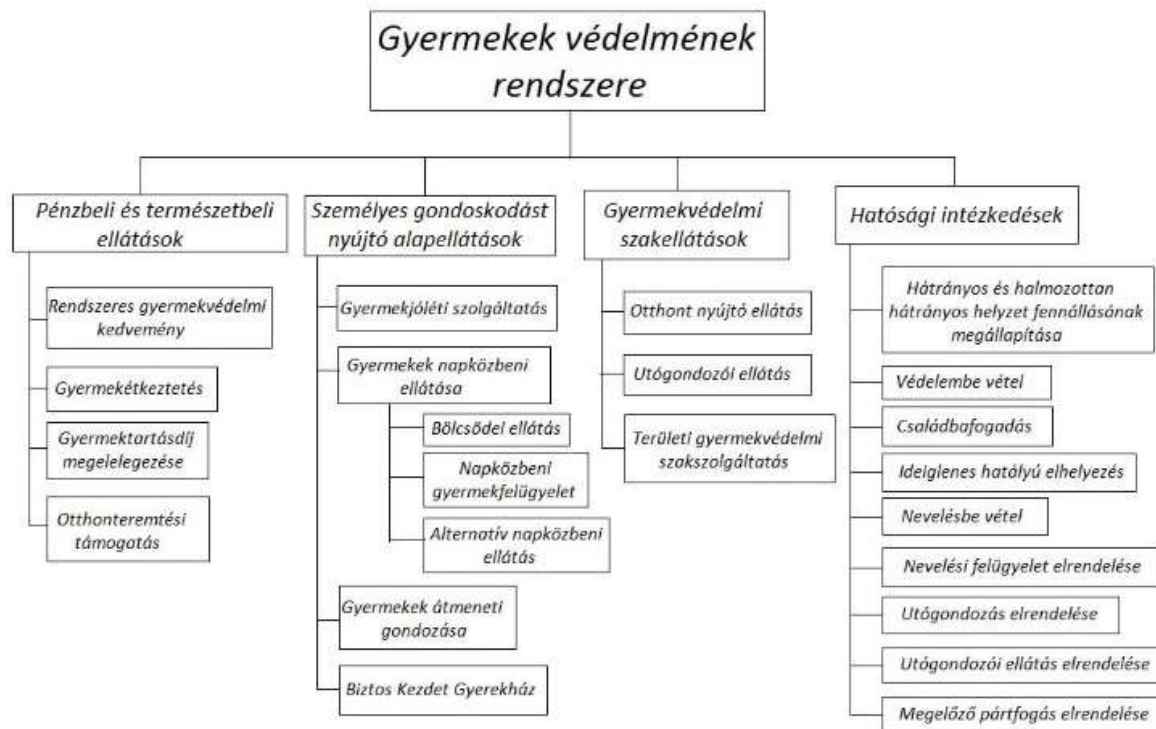 Gyermekek védelmének
rendszere
Pénzbeli és természetbeli
ellátások
Rendszeres gyermekvédelmi
kedvemény
Gyermekétkeztetés
Gyermektartásdíj
megelelegezése
Otthonteremtési
támogatás
Személyes gondoskodást
nyújtó alapellátások
Gyermekjóléti szolgáltatás
Gyermekek napközbeni
ellátása
Bölcsődei ellátás
Napközbeni
gyermekfelügyelet
Alternatív napközbeni
ellátás
Gyermekek átmeneti
gondozása
Biztos Kezdet Gyerekház
Gyermekvédelmi
szakellátások
Otthont nyújtó ellátás
Utógondozói ellátás
Területi gyermekvédelmi
szakszolgáltatás
Hatósági intézkedések
Hátrányos és halmozottan
hátrányos helyzet fennállásának
megállapítása
Védelembe vétel
Családbafogadás
Ideiglenes hatályú elhelyezés
Nevelésbe vétel
Nevelési felügyelet elrendelése
Utógondozás elrendelése
Utógondozói ellátás elrendelése
Megelőző pártfogás elrendelése